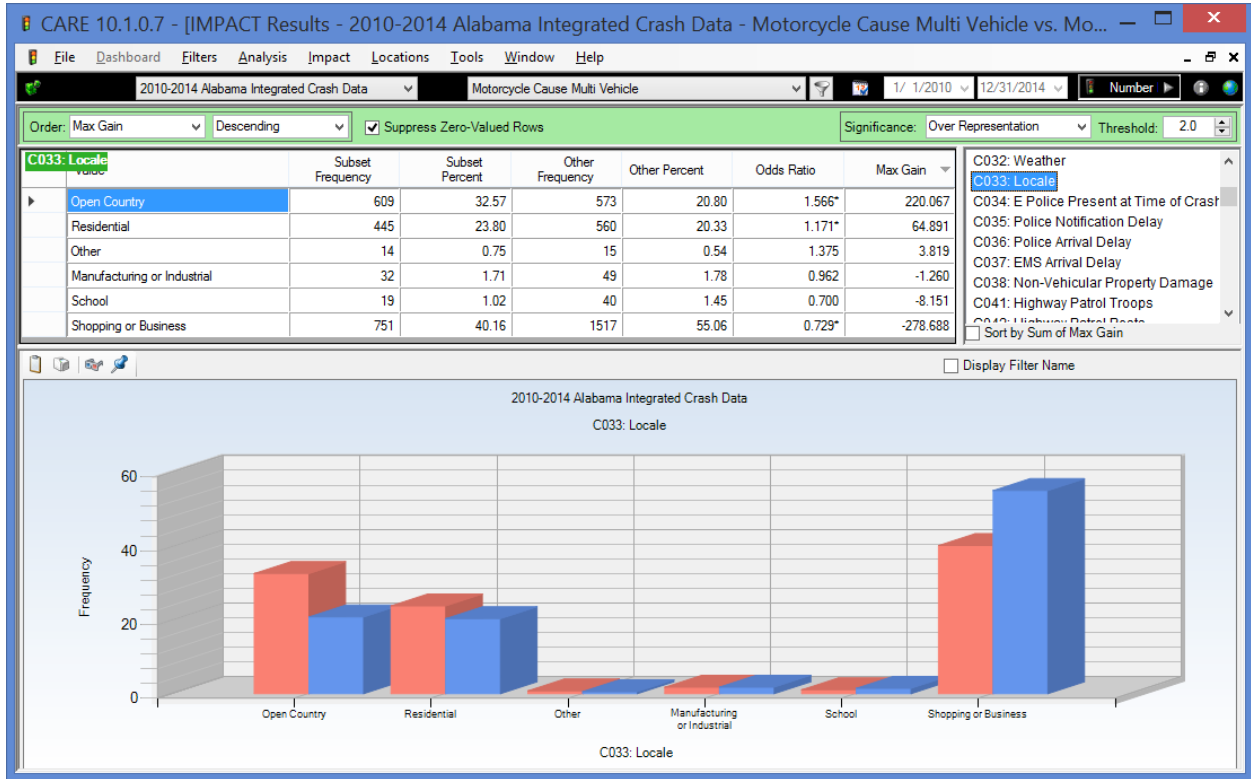 CARE 10.1.0.7 - [IMPACT Results - 2010-2014 Alabama Integrated Crash Data - Motorcycle Cause Multi Vehicle vs. Mo...
File Dashboard Filters Analysis Impact Locations Tools Window Help
2010-2014 Alabama Integrated Crash Data Motorcycle Cause Multi Vehicle 1/ 1/2010 12/31/2014 Number
Order: Max Gain Descending Suppress Zero-Valued Rows Significance: Over Representation Threshold: 2.0
C033: Locale Subset Frequency Subset Percent Other Frequency Other Percent Odds Ratio Max Gain
Open Country 609 32.57 573 20.80 1.566* 220.067
Residential 445 23.80 560 20.33 1.171* 64.891
Other 14 0.75 15 0.54 1.375 3.819
Manufacturing or Industrial 32 1.71 49 1.78 0.962 -1.260
School 19 1.02 40 1.45 0.700 -8.151
Shopping or Business 751 40.16 1517 55.06 0.729* -278.688
C032: Weather
C033: Locale
C034: E Police Present at Time of Crash
C035: Police Notification Delay
C036: Police Arrival Delay
C037: EMS Arrival Delay
C038: Non-Vehicular Property Damage
C041: Highway Patrol Troops
Sort by Sum of Max Gain
Display Filter Name
2010-2014 Alabama Integrated Crash Data
C033: Locale
60
40
20
0
Frequency
Open Country Residential Other Manufacturing or Industrial School Shopping or Business
C033: Locale